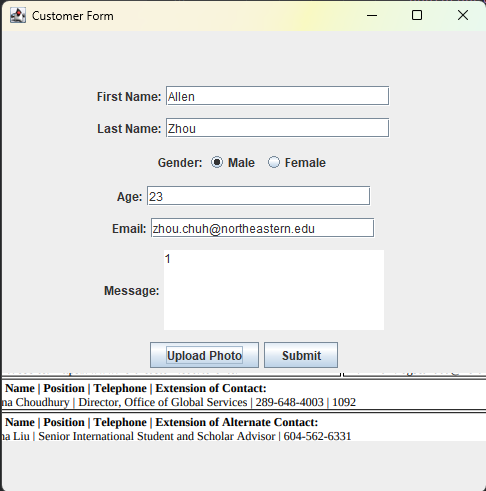 Customer Form
First Name: Allen
Last Name: Zhou
Gender: Male Female
Age: 23
Email: zhou.chuh@northeastern.edu
Message: 1
Upload Photo Submit
Name | Position | Telephone | Extension of Contact:
na Choudhury | Director, Office of Global Services | 289-648-4003 | 1092
Name | Position | Telephone | Extension of Alternate Contact:
na Liu | Senior International Student and Scholar Advisor | 604-562-6331